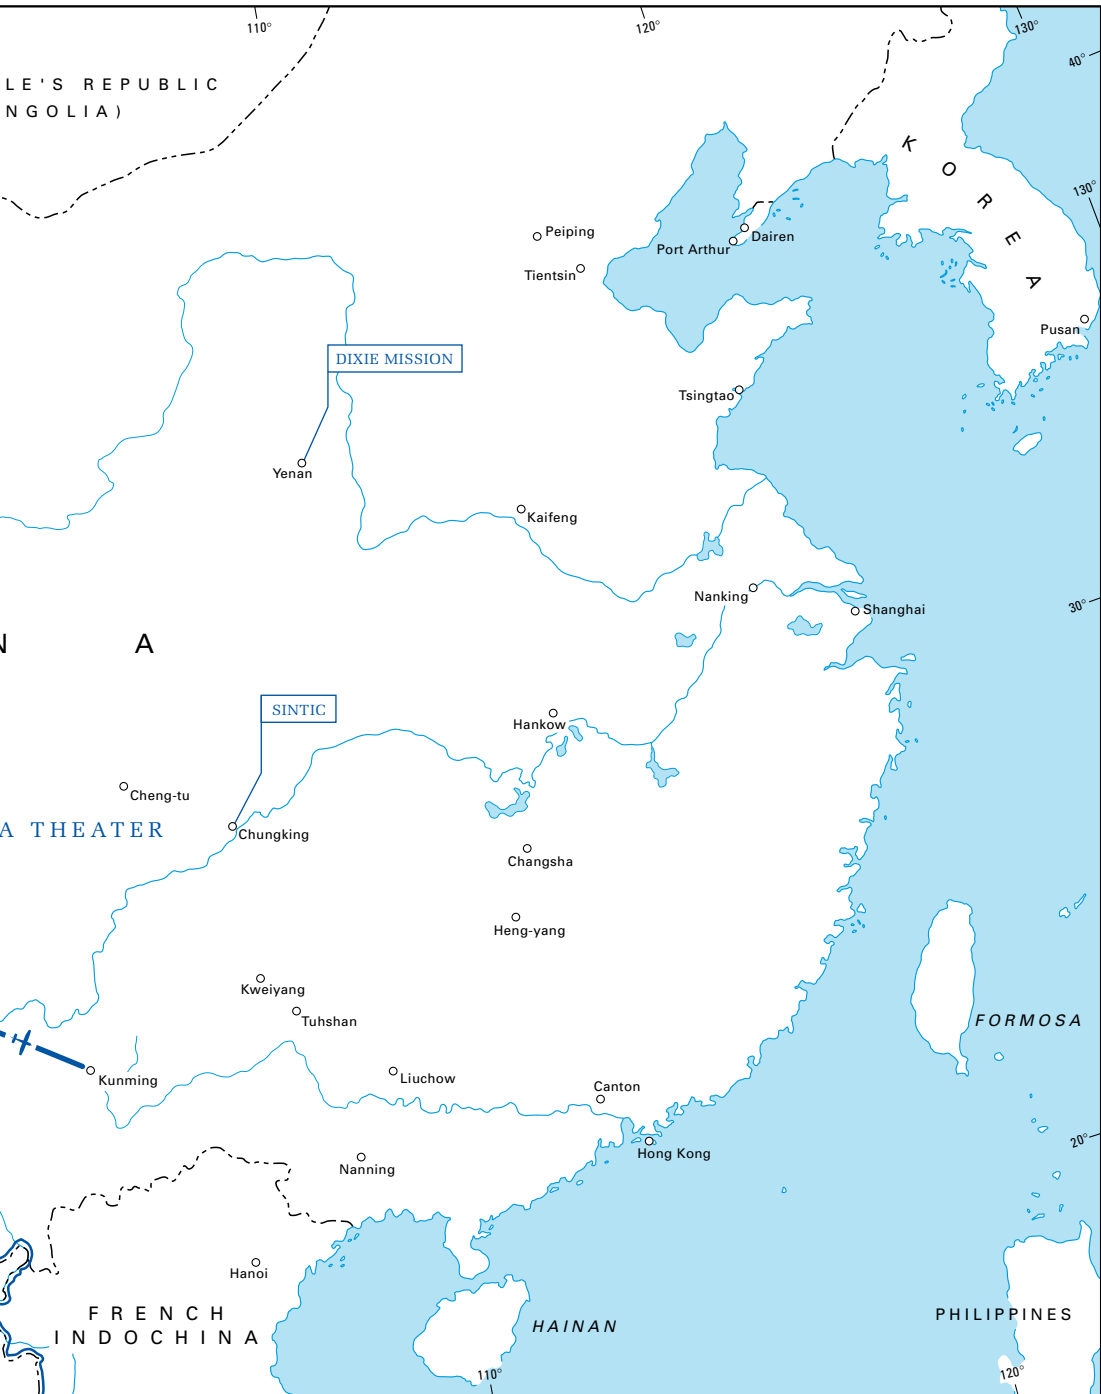 110°
120°
130°
40°
LE'S REPUBLIC
NGOLIA)
KOREA
130°
Peiping
Port Arthur
Dairen
Tientsin
Pusan
DIXIE MISSION
Tsingtao
Yenan
Kaifeng
Nanking
30°
Shanghai
N A
SINTIC
Hankow
Cheng-tu
A THEATER
Chungking
Changsha
Heng-yang
Kweiyang
Tuhshan
FORMOSA
Kunming
Liuchow
Canton
20°
Hong Kong
Nanning
Hanoi
FRENCH
INDOCHINA
HAINAN
PHILIPPINES
110°
120°